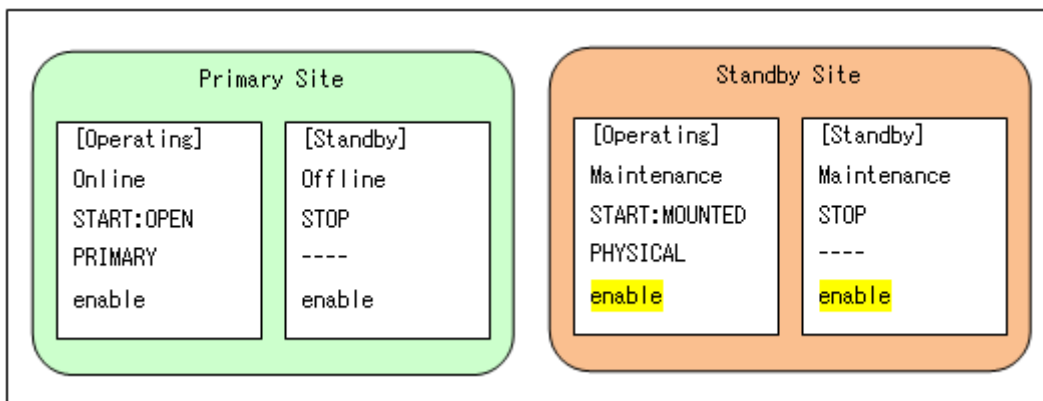 Primary Site
[Operating]
Online
START:OPEN
PRIMARY
enable
[Standby]
Offline
STOP
----
enable
Standby Site
[Operating]
Maintenance
START:MOUNTED
PHYSICAL
enable
[Standby]
Maintenance
STOP
----
enable